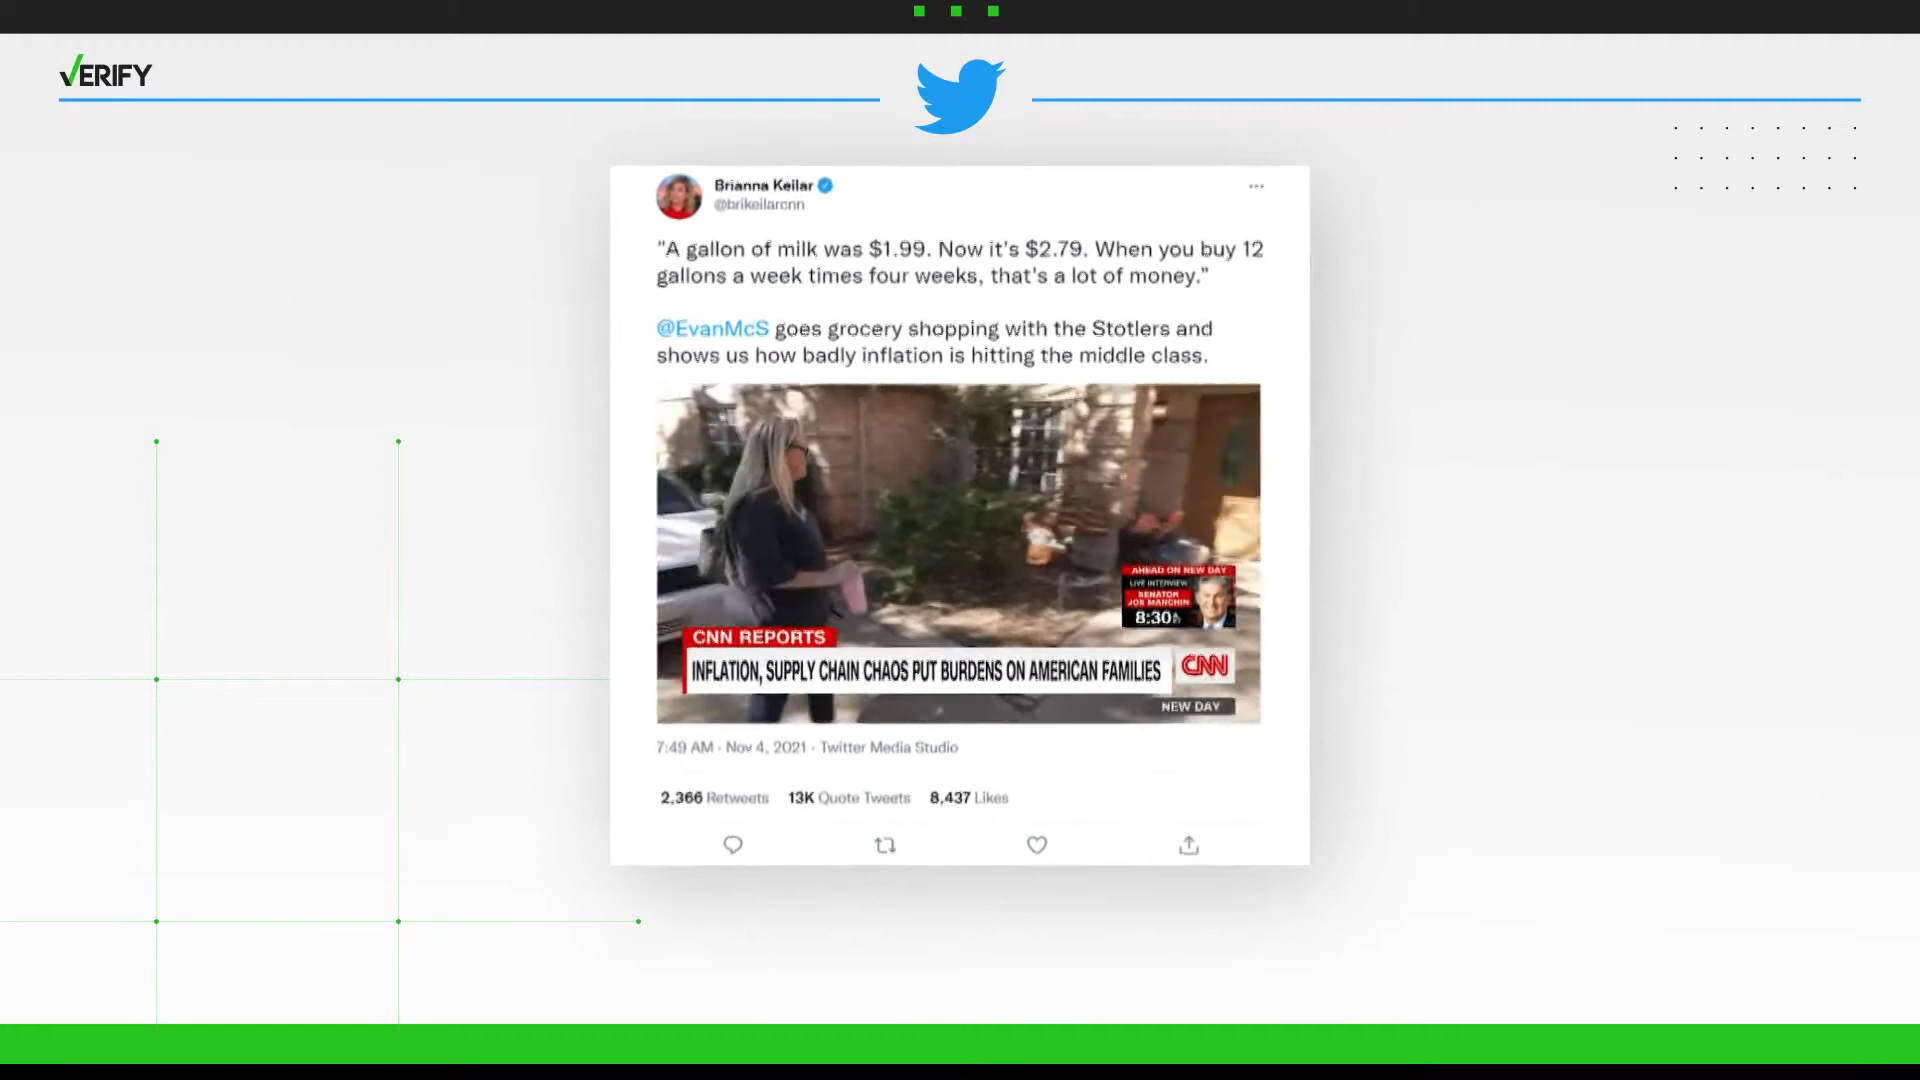 VERIFY
Brianna Keilar
@brikeilarcnn
"A gallon of milk was $1.99. Now it's $2.79. When you buy 12
gallons a week times four weeks, that's a lot of money."
@EvanMcS goes grocery shopping with the Stotlers and
shows us how badly inflation is hitting the middle class.
AHEAD ON NEW DAY
LIVE INTERVIEW
SENATOR
JOE MANCHIN
8:30
CNN REPORTS
INFLATION, SUPPLY CHAIN CHAOS PUT BURDENS ON AMERICAN FAMILIES
CNN
NEW DAY
7:49 AM · Nov 4, 2021 · Twitter Media Studio
2,366 Retweets 13K Quote Tweets 8,437 Likes